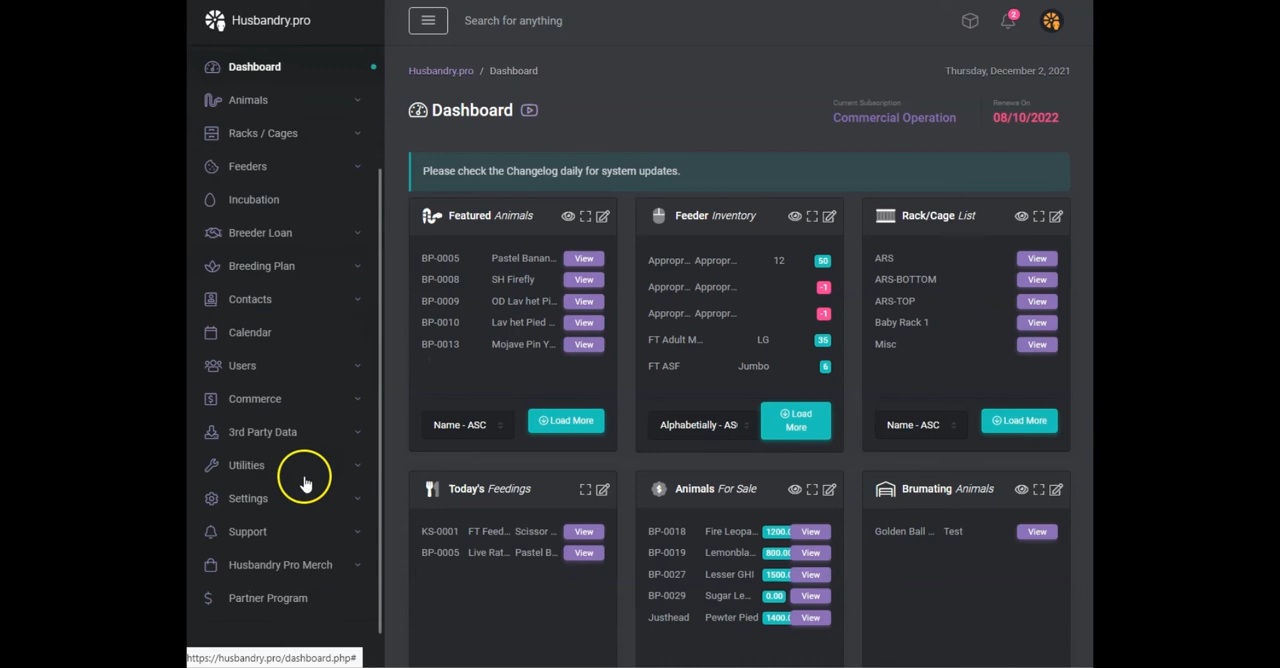 Husbandry.pro
Search for anything
2
Dashboard
Animals
Racks / Cages
Feeders
Incubation
Breeder Loan
Breeding Plan
Contacts
Calendar
Users
Commerce
3rd Party Data
Utilities
Settings
Support
Husbandry Pro Merch
Partner Program
https://husbandry.pro/dashboard.php#
Husbandry.pro / Dashboard
Thursday, December 2, 2021
Dashboard
Current Subscription
Commercial Operation
Renews On
08/10/2022
Please check the Changelog daily for system updates.
Featured Animals
BP-0005 Pastel Banan... View
BP-0008 SH Firefly View
BP-0009 OD Lav het Pi... View
BP-0010 Lav het Pied ... View
BP-0013 Mojave Pin Y... View
Name - ASC
Load More
Feeder Inventory
Appropr... Appropr... 12 50
Appropr... Appropr... -1
Appropr... Appropr... -1
FT Adult M... LG 35
FT ASF Jumbo 6
Alphabetially - AS
Load More
Rack/Cage List
ARS View
ARS-BOTTOM View
ARS-TOP View
Baby Rack 1 View
Misc View
Name - ASC
Load More
Today's Feedings
KS-0001 FT Feed... Scissor ... View
BP-0005 Live Rat... Pastel B... View
Animals For Sale
BP-0018 Fire Leopa... 1200.0 View
BP-0019 Lemonbla... 800.00 View
BP-0027 Lesser GHI 1500.0 View
BP-0029 Sugar Le... 0.00 View
Justhead Pewter Pied 1400.0 View
Brumating Animals
Golden Ball ... Test View